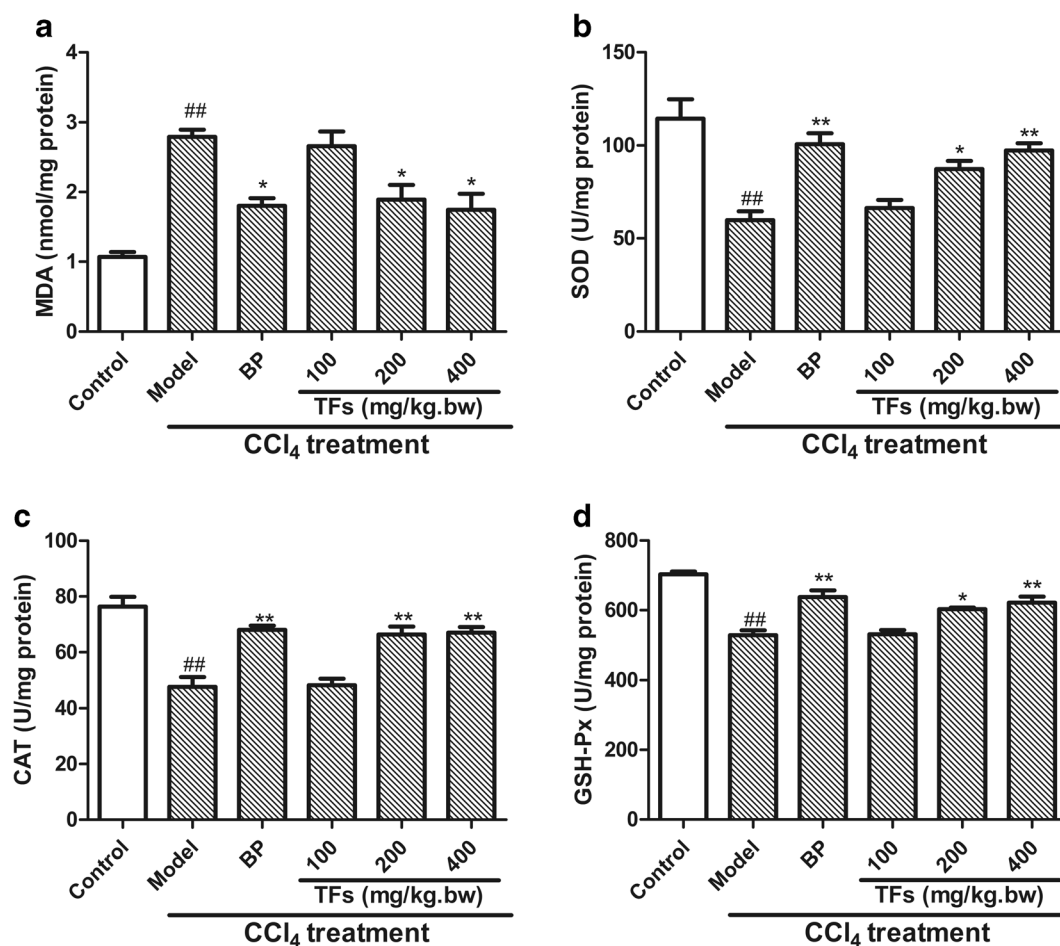 a
MDA (nmol/mg protein)
4
3
2
1
0
##
*
*
*
Control
Model
BP
100
200
400
TFs (mg/kg.bw)
CCl₄ treatment
b
SOD (U/mg protein)
150
100
50
0
##
**
*
**
Control
Model
BP
100
200
400
TFs (mg/kg.bw)
CCl₄ treatment
c
CAT (U/mg protein)
100
80
60
40
20
0
##
**
**
**
Control
Model
BP
100
200
400
TFs (mg/kg.bw)
CCl₄ treatment
d
GSH-Px (U/mg protein)
800
600
400
200
0
##
**
*
**
Control
Model
BP
100
200
400
TFs (mg/kg.bw)
CCl₄ treatment